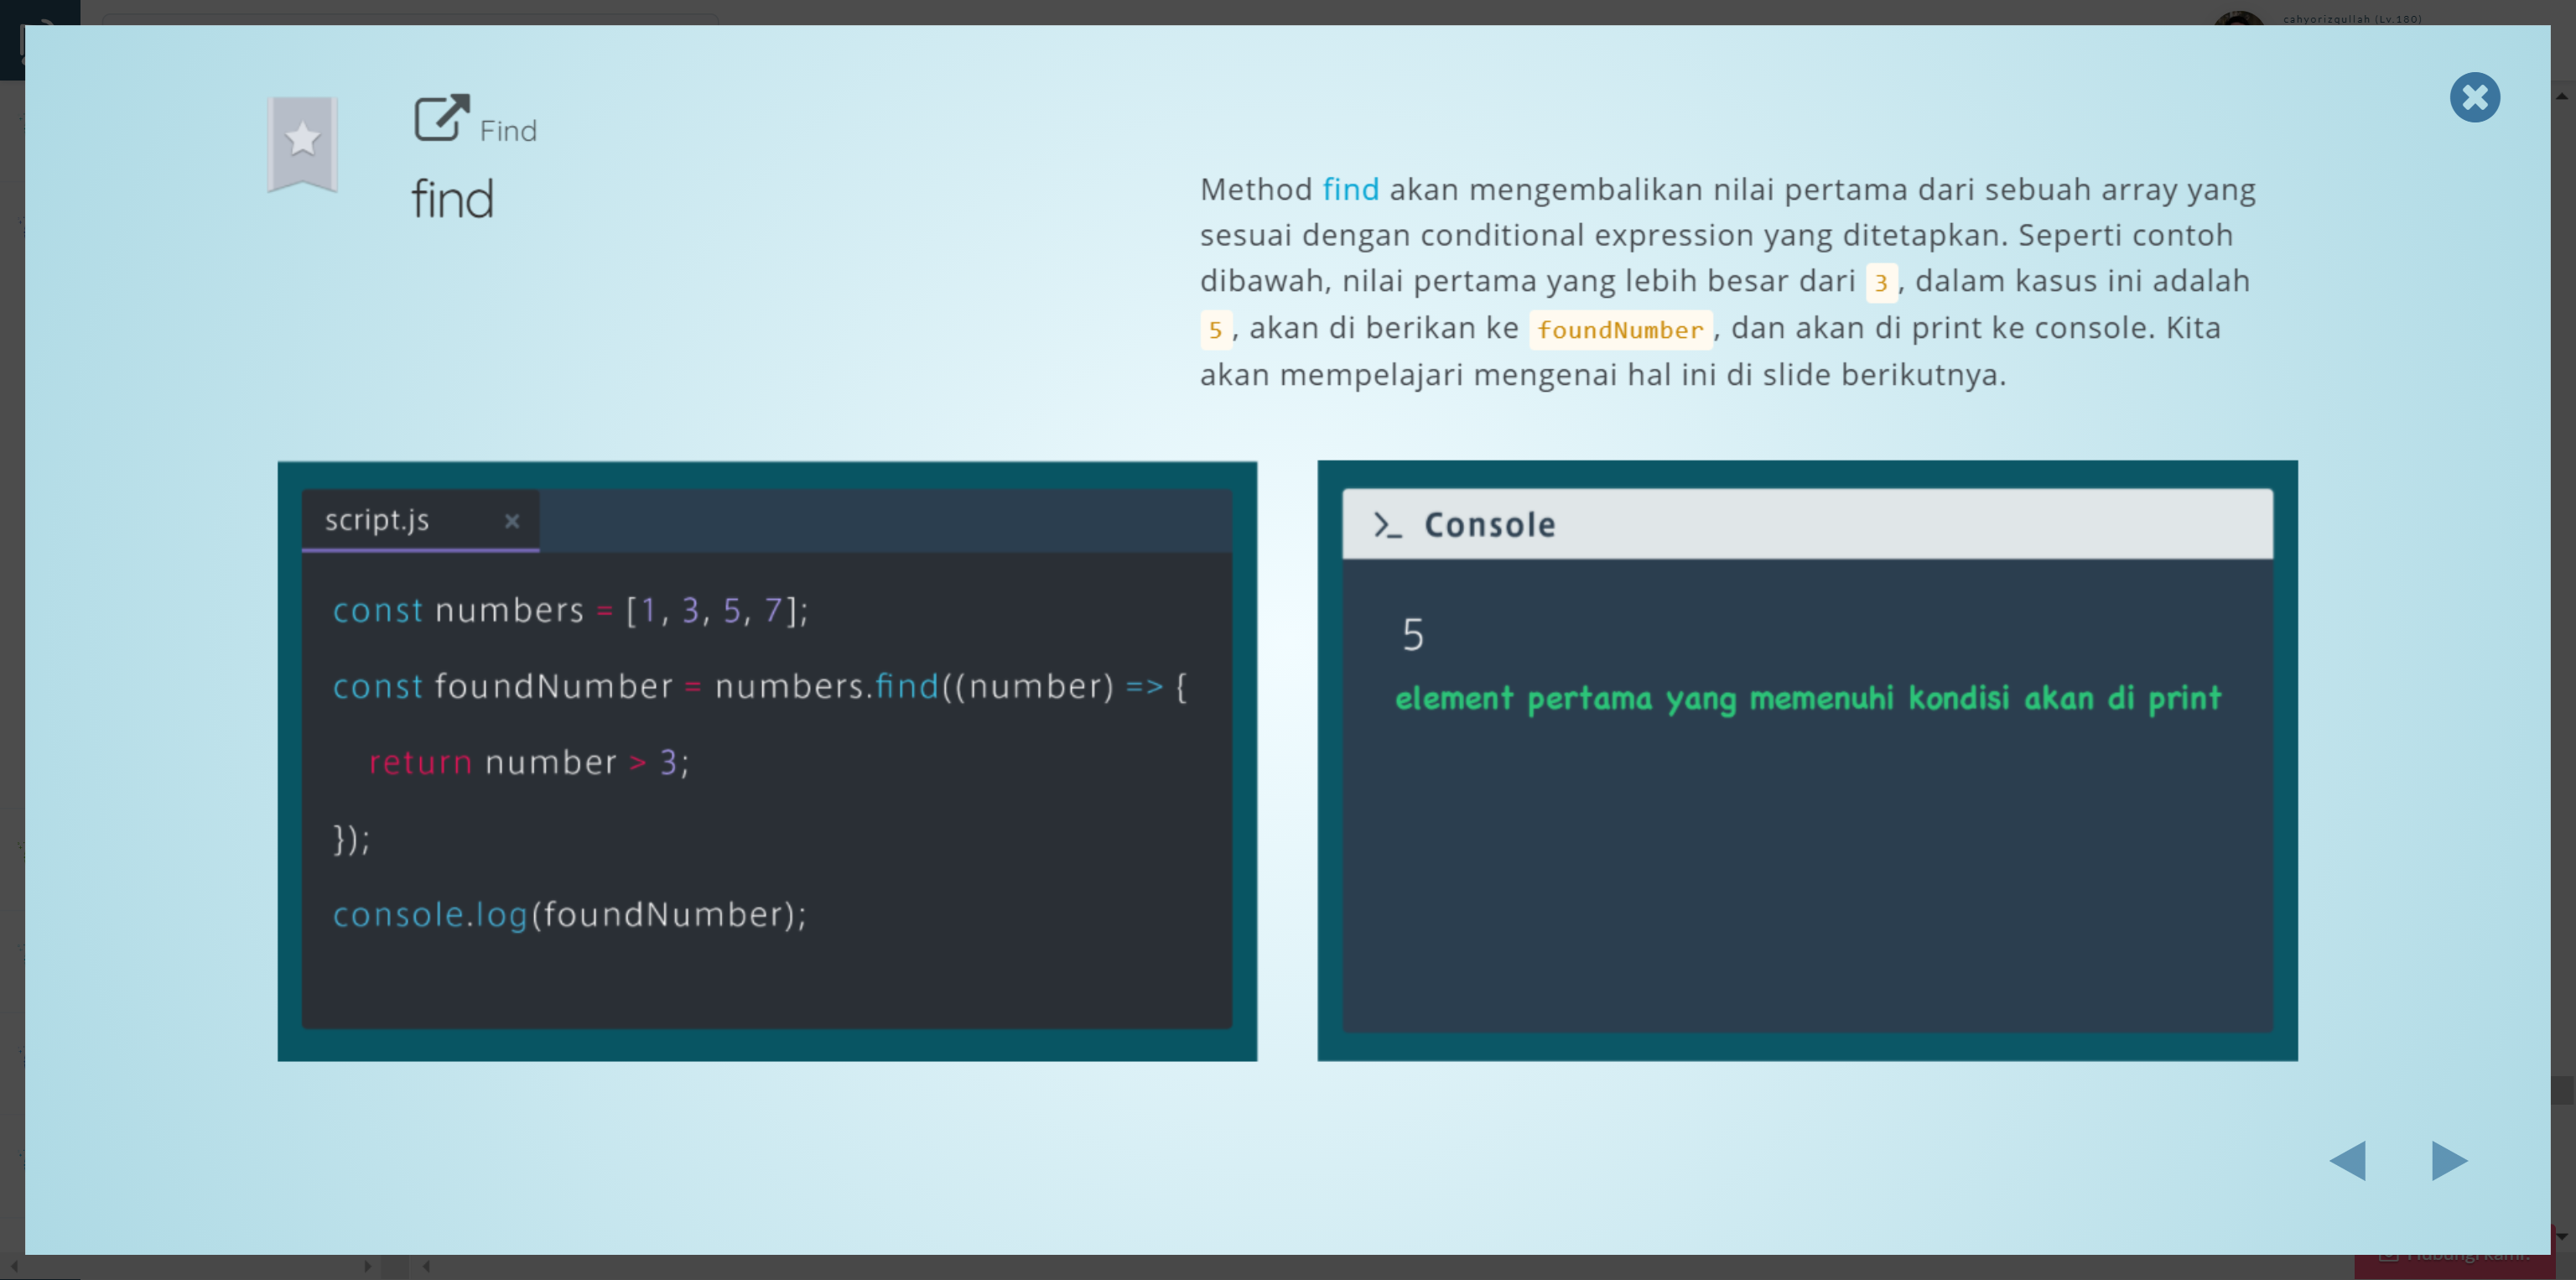 cahyorizqullah (Lv.180)
Find
find
Method find akan mengembalikan nilai pertama dari sebuah array yang
sesuai dengan conditional expression yang ditetapkan. Seperti contoh
dibawah, nilai pertama yang lebih besar dari 3, dalam kasus ini adalah
5, akan di berikan ke foundNumber, dan akan di print ke console. Kita
akan mempelajari mengenai hal ini di slide berikutnya.
script.js ×
const numbers = [1, 3, 5, 7];
const foundNumber = numbers.find((number) => {
return number > 3;
});
console.log(foundNumber);
>_ Console
5
element pertama yang memenuhi kondisi akan di print
Hubungi kami!